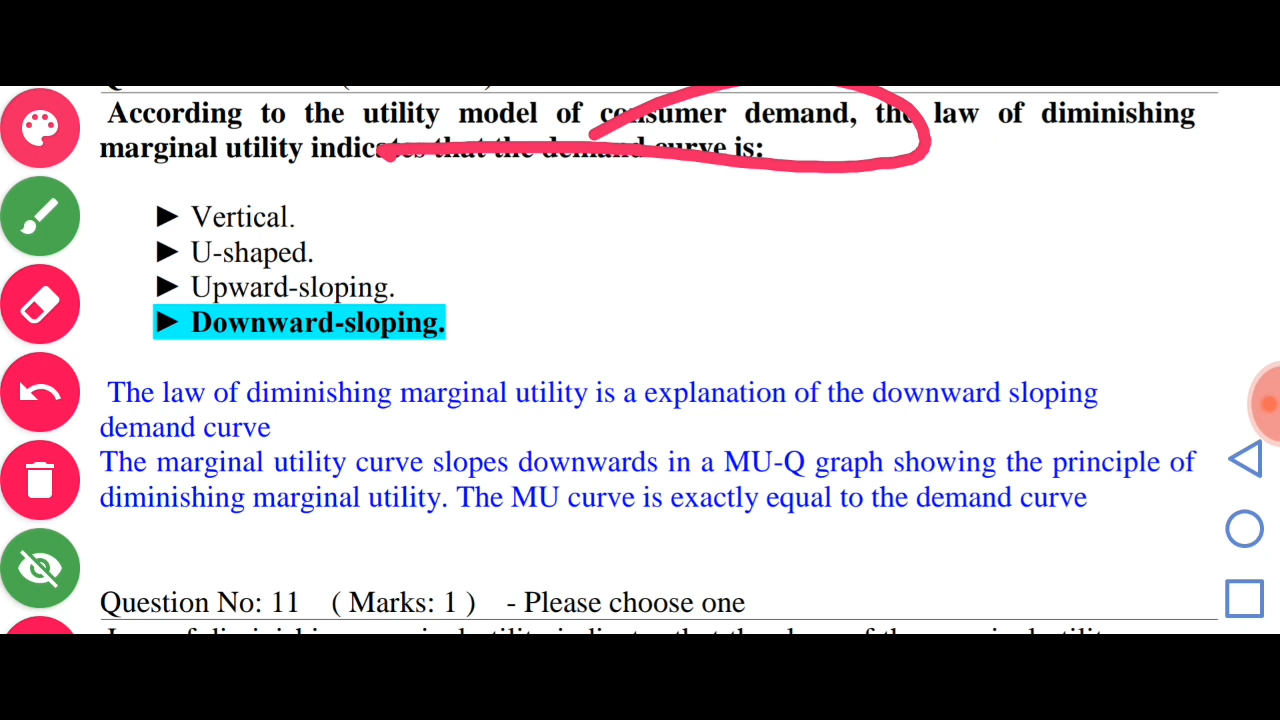 According to the utility model of consumer demand, the law of diminishing
marginal utility indicates that the demand curve is:
► Vertical.
► U-shaped.
► Upward-sloping.
► Downward-sloping.
The law of diminishing marginal utility is a explanation of the downward sloping
demand curve
The marginal utility curve slopes downwards in a MU-Q graph showing the principle of
diminishing marginal utility. The MU curve is exactly equal to the demand curve
Question No: 11 ( Marks: 1 ) - Please choose one